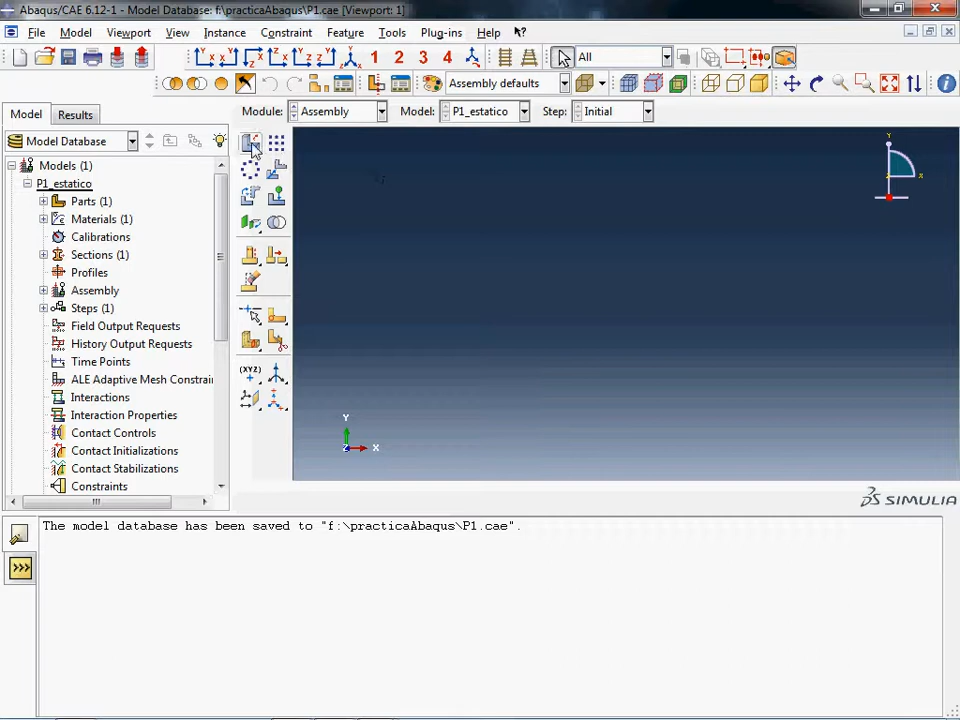 Abaqus/CAE 6.12-1 - Model Database: f:\practicaAbaqus\P1.cae [Viewport: 1]
File Model Viewport View Instance Constraint Feature Tools Plug-ins Help
1 2 3 4 All
Assembly defaults
Model Results Module: Assembly Model: P1_estatico Step: Initial
Model Database
Models (1)
P1_estatico
Parts (1)
Materials (1)
Calibrations
Sections (1)
Profiles
Assembly
Steps (1)
Field Output Requests
History Output Requests
Time Points
ALE Adaptive Mesh Constrai
Interactions
Interaction Properties
Contact Controls
Contact Initializations
Contact Stabilizations
Constraints
(XYZ)
Y
X
Y
Z
X
SIMULIA
The model database has been saved to "f:\practicaAbaqus\P1.cae".
>>>